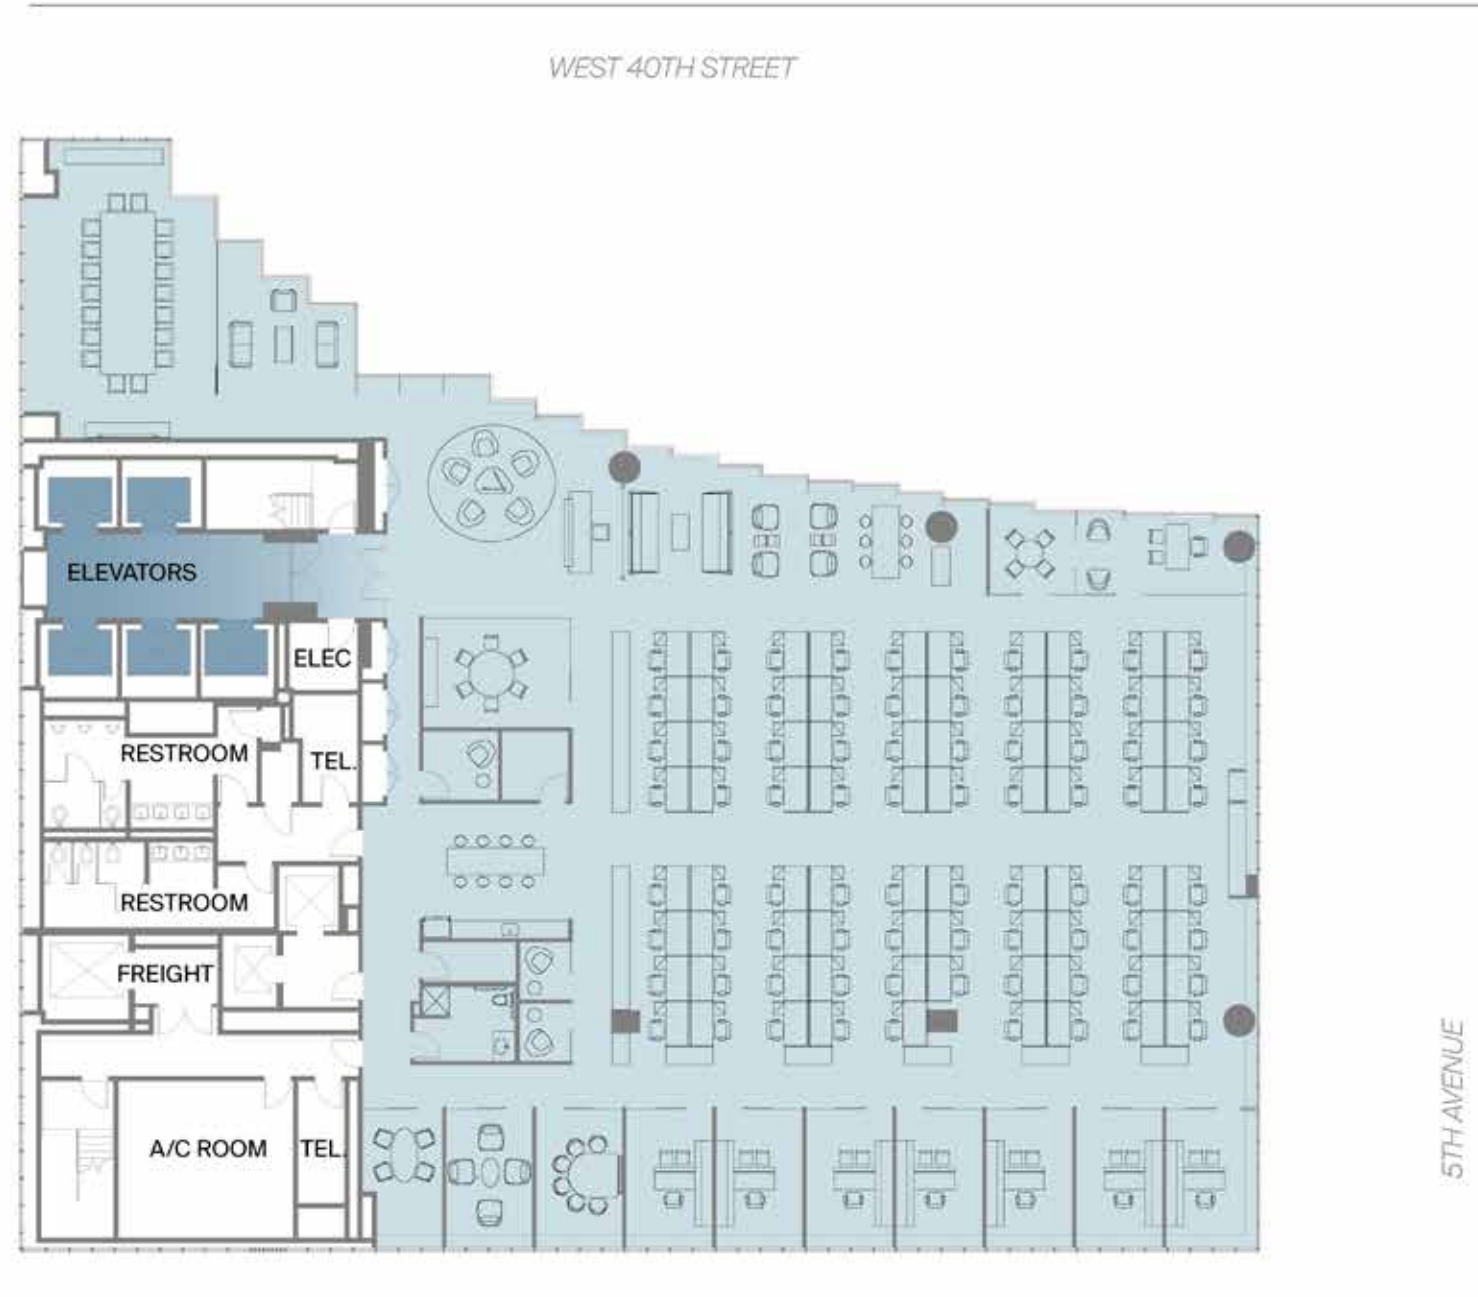 WEST 40TH STREET
ELEVATORS
ELEC
RESTROOM
TEL.
RESTROOM
FREIGHT
A/C ROOM
TEL.
5TH AVENUE